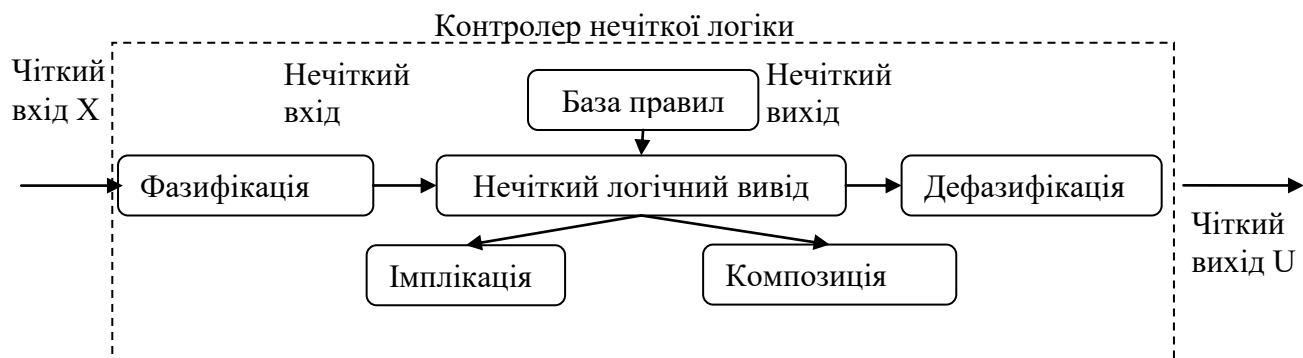 Контролер нечіткої логіки
Чіткий
вхід X
Нечіткий
вхід
База правил
Нечіткий
вихід
Фазифікація
Нечіткий логічний вивід
Дефазифікація
Імплікація
Композиція
Чіткий
вихід U